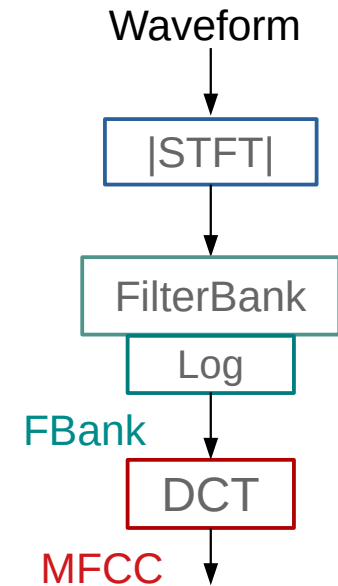 Waveform
|STFT|
FilterBank
Log
FBank
DCT
MFCC